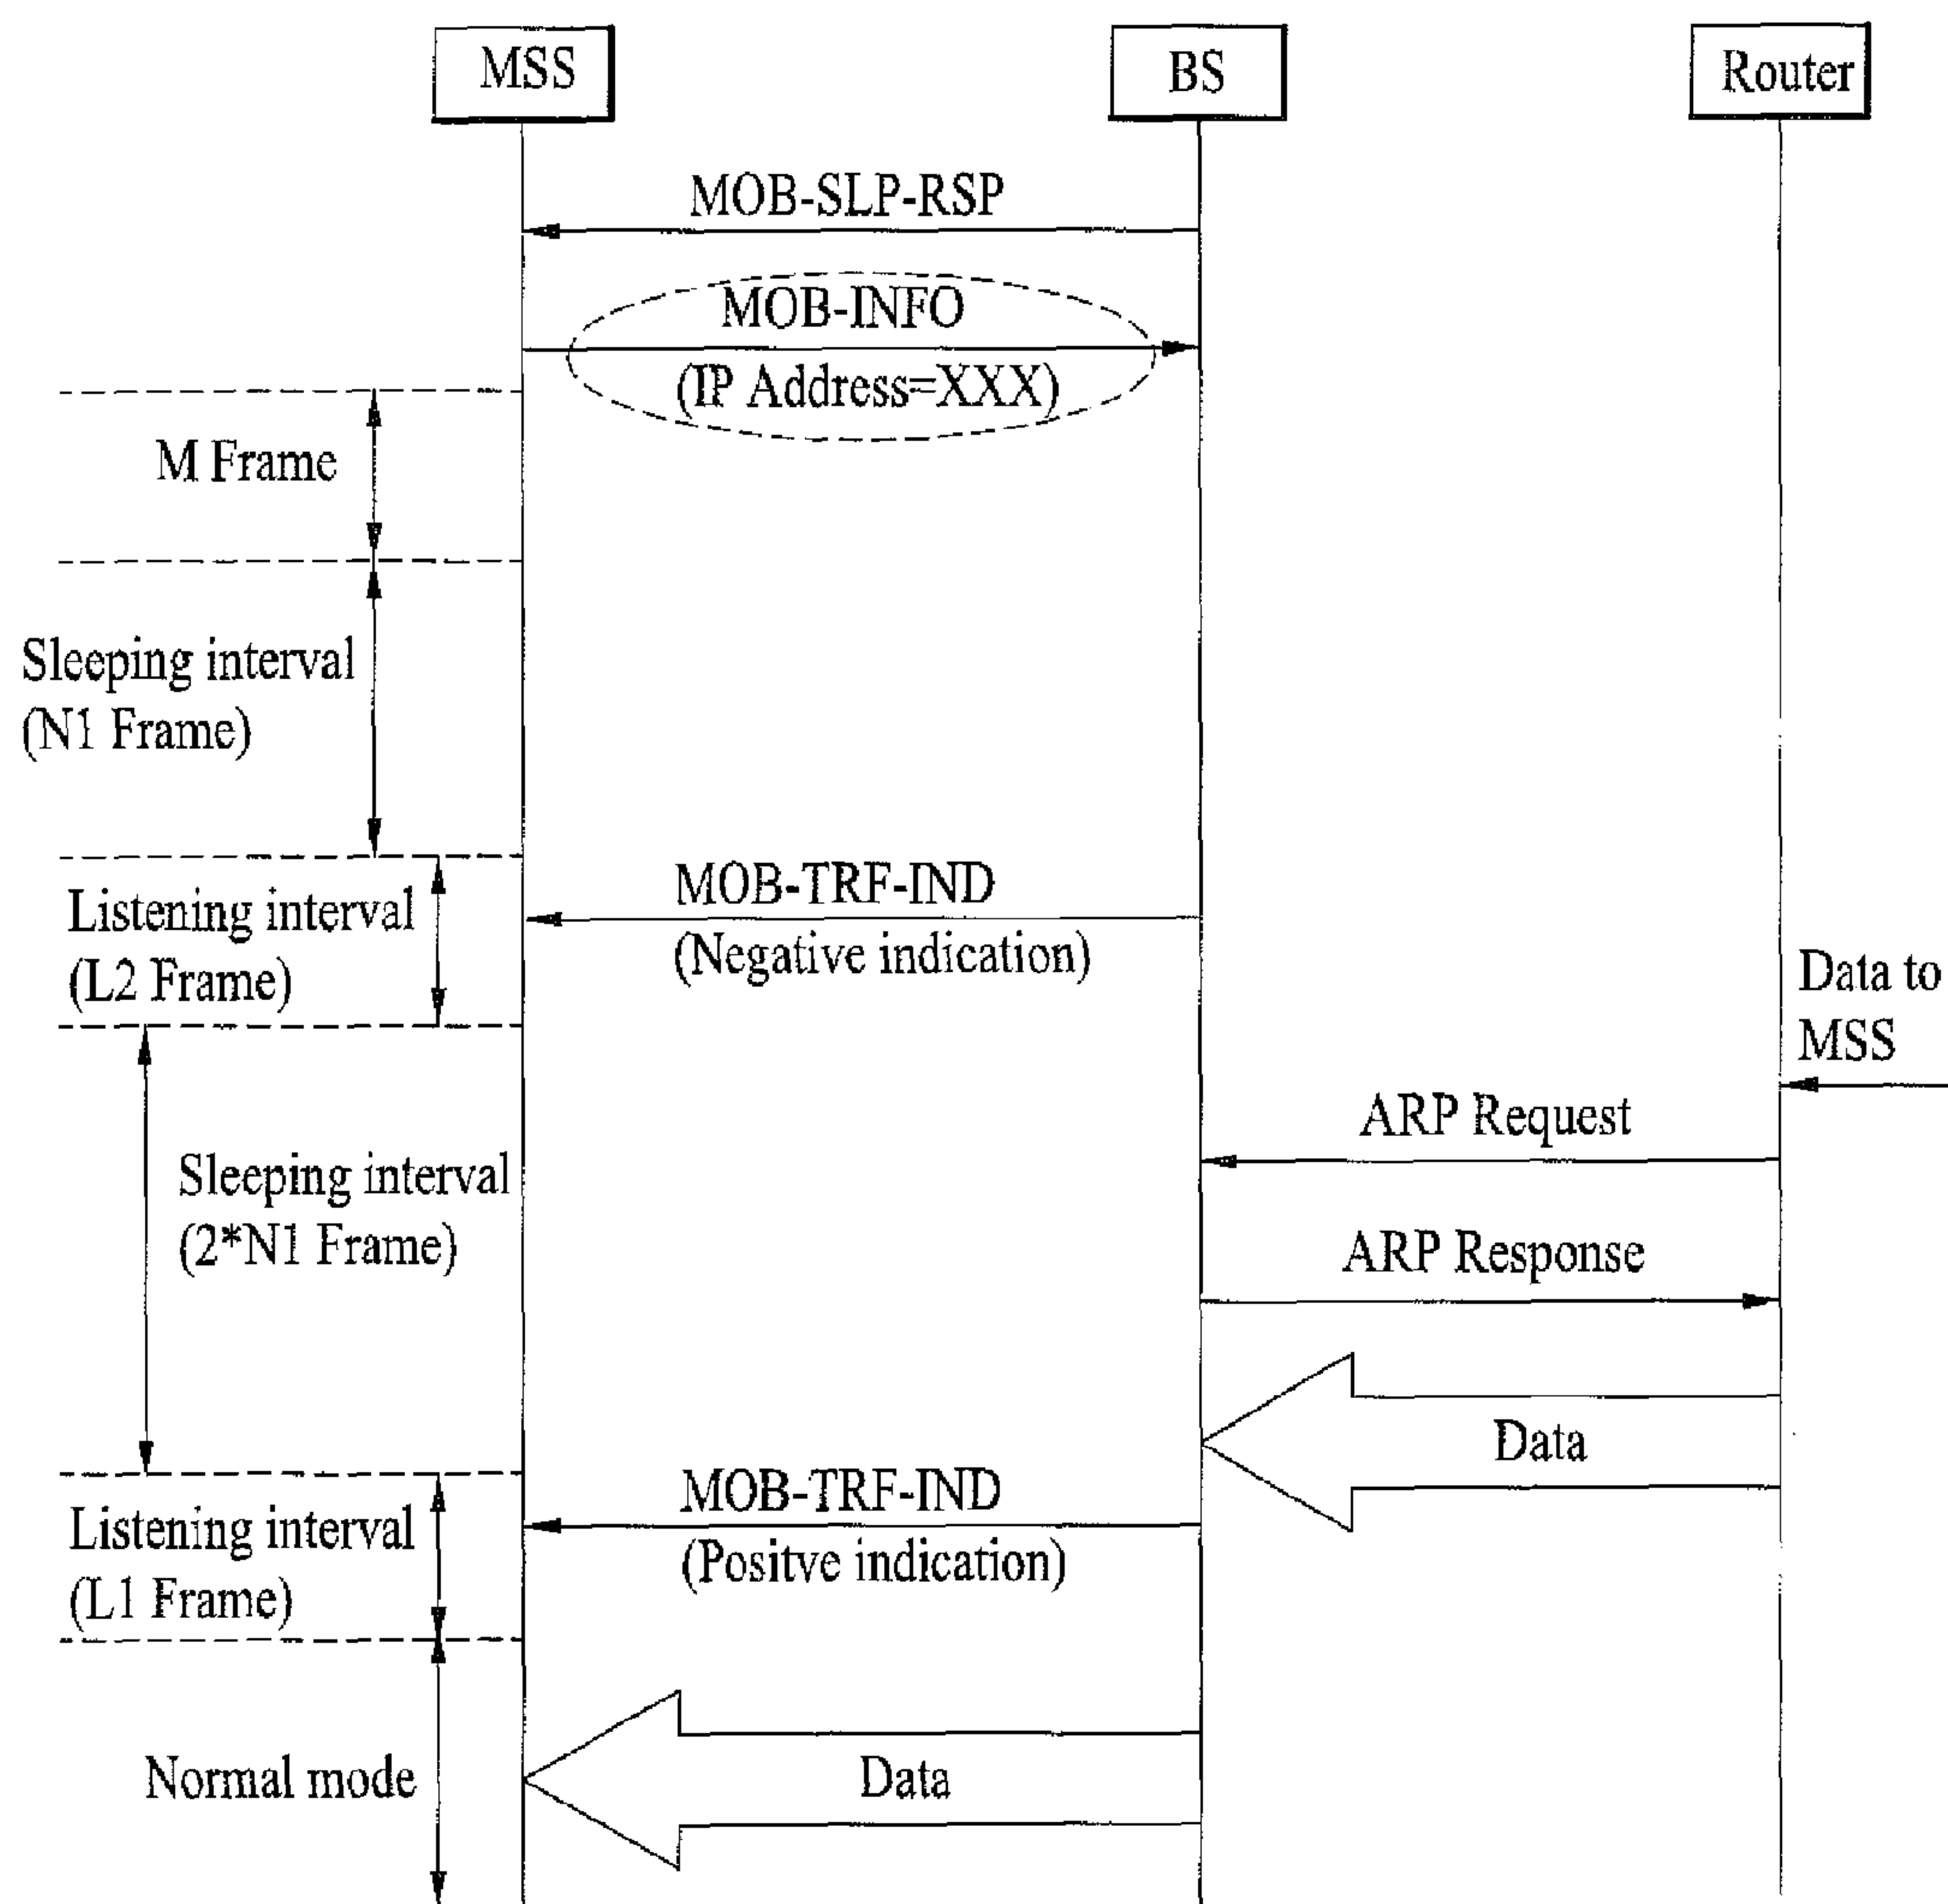 MSS
BS
Router
MOB-SLP-RSP
MOB-INFO
(IP Address=XXX)
M Frame
Sleeping interval
(N1 Frame)
Listening interval
(L2 Frame)
MOB-TRF-IND
(Negative indication)
Data to
MSS
ARP Request
Sleeping interval
(2*N1 Frame)
ARP Response
Data
MOB-TRF-IND
(Positve indication)
Listening interval
(L1 Frame)
Normal mode
Data